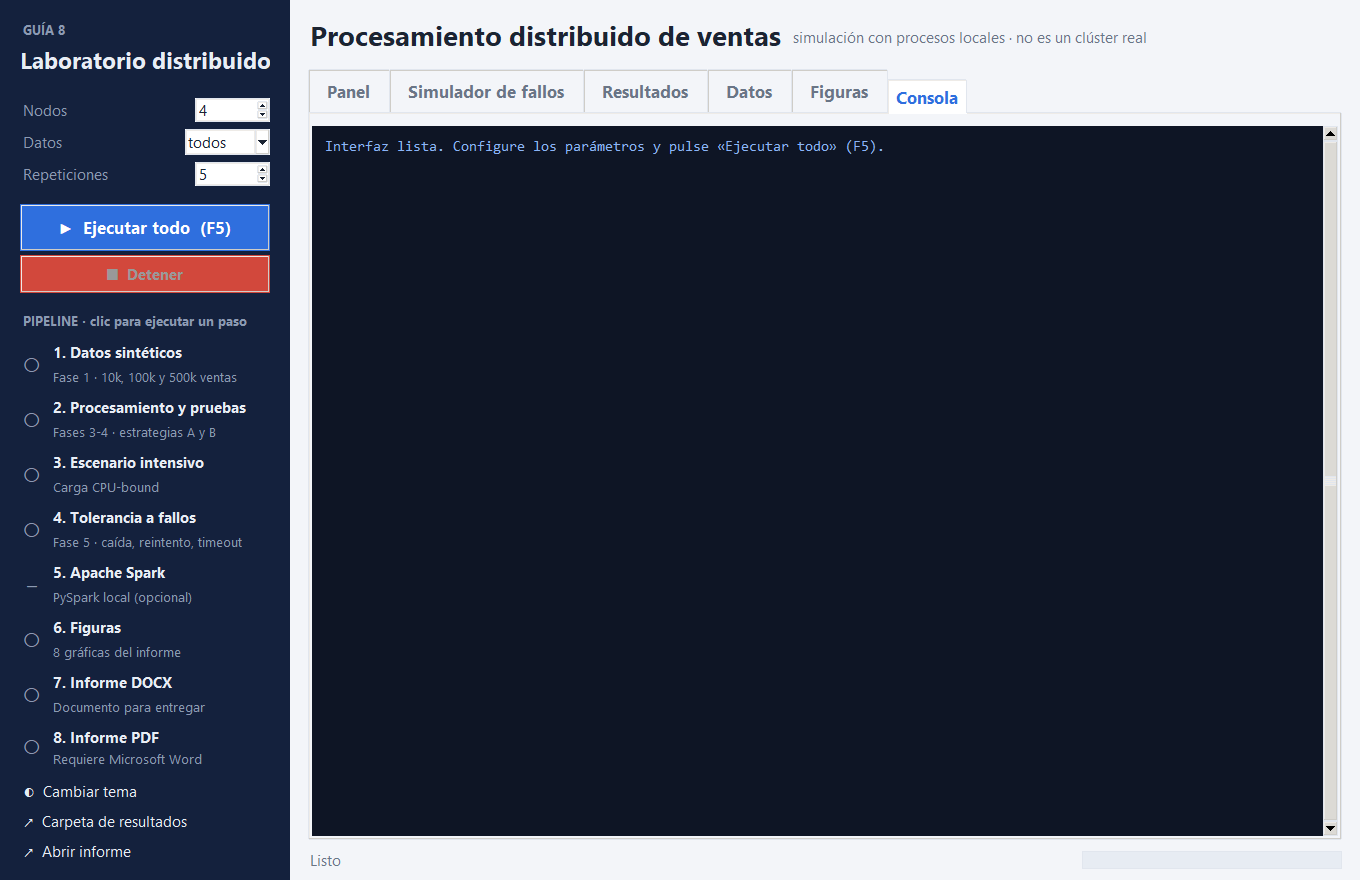 GUÍA 8
Laboratorio distribuido
Nodos 4
Datos todos
Repeticiones 5
► Ejecutar todo (F5)
■ Detener
PIPELINE · clic para ejecutar un paso
1. Datos sintéticos
Fase 1 · 10k, 100k y 500k ventas
2. Procesamiento y pruebas
Fases 3-4 · estrategias A y B
3. Escenario intensivo
Carga CPU-bound
4. Tolerancia a fallos
Fase 5 · caída, reintento, timeout
5. Apache Spark
PySpark local (opcional)
6. Figuras
8 gráficas del informe
7. Informe DOCX
Documento para entregar
8. Informe PDF
Requiere Microsoft Word
◐ Cambiar tema
↗ Carpeta de resultados
↗ Abrir informe
Procesamiento distribuido de ventas simulación con procesos locales · no es un clúster real
Panel Simulador de fallos Resultados Datos Figuras Consola
Interfaz lista. Configure los parámetros y pulse «Ejecutar todo» (F5).
Listo